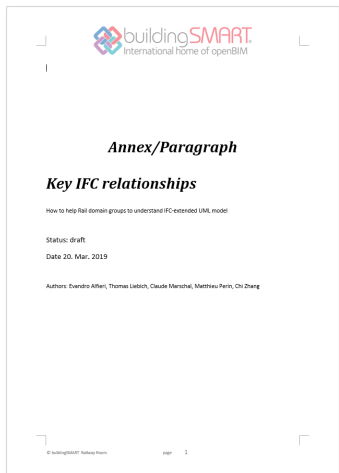 buildingSMART.
International home of openBIM
Annex/Paragraph
Key IFC relationships
How to help Rail domain groups to understand IFC-extended UML model
Status: draft
Date 20. Mar. 2019
Authors: Evandro Alfieri, Thomas Liebich, Claude Marschal, Matthieu Perin, Chi Zhang
© buildingSMART Railway Room page 1